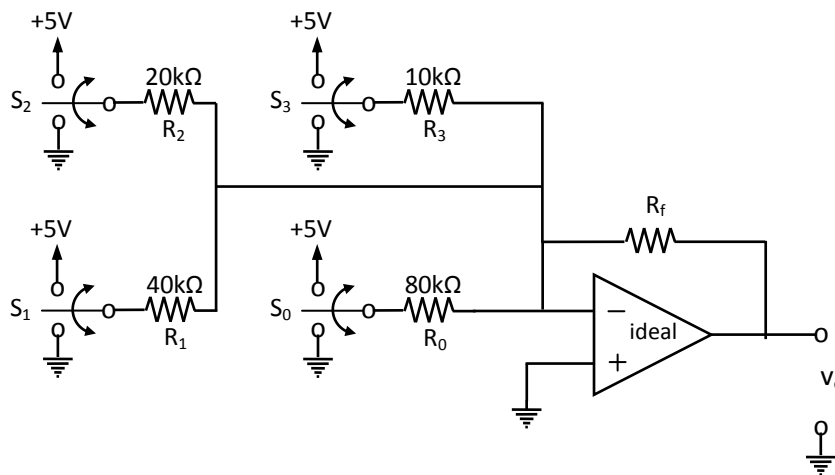 +5V
+5V
20kΩ
10kΩ
S2
S3
R2
R3
+5V
+5V
Rf
40kΩ
80kΩ
S1
S0
R1
R0
ideal